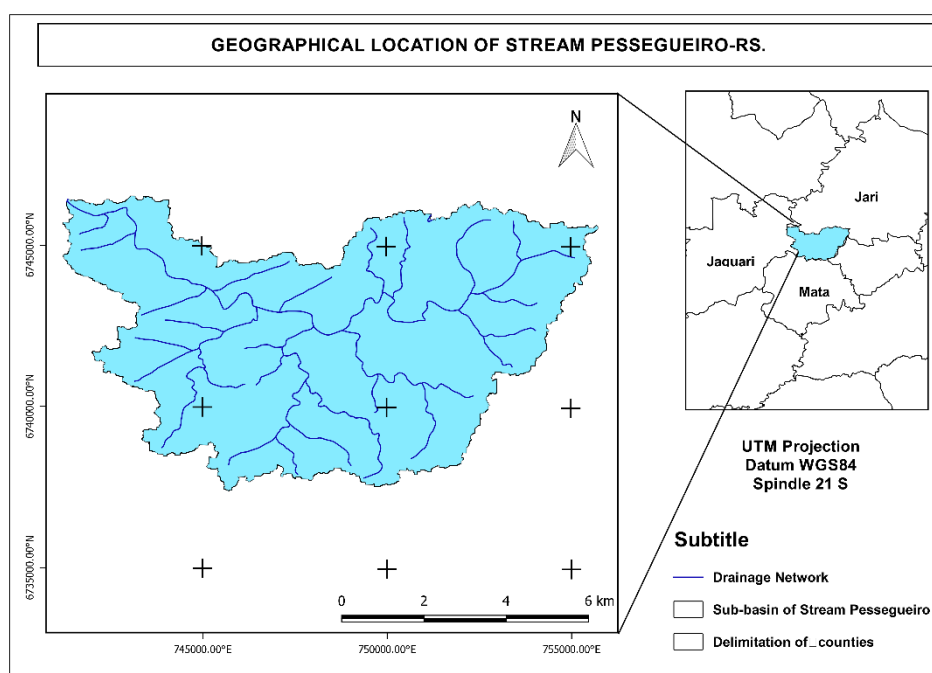 GEOGRAPHICAL LOCATION OF STREAM PESSEGUEIRO-RS.
N
6745000.00°N
6740000.00°N
6735000.00°N
745000.00°E
750000.00°E
755000.00°E
0 2 4 6 km
Jari
Jaquari
Mata
UTM Projection
Datum WGS84
Spindle 21 S
Subtitle
Drainage Network
Sub-basin of Stream Pessegueiro
Delimitation of_counties